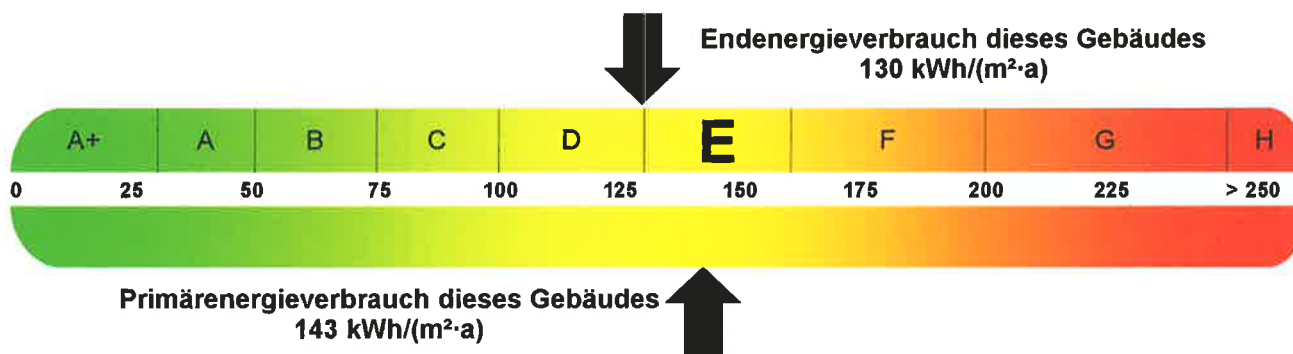 Endenergieverbrauch dieses Gebäudes
130 kWh/(m²·a)
A+ A B C D E F G H
0 25 50 75 100 125 150 175 200 225 > 250
Primärenergieverbrauch dieses Gebäudes
143 kWh/(m²·a)